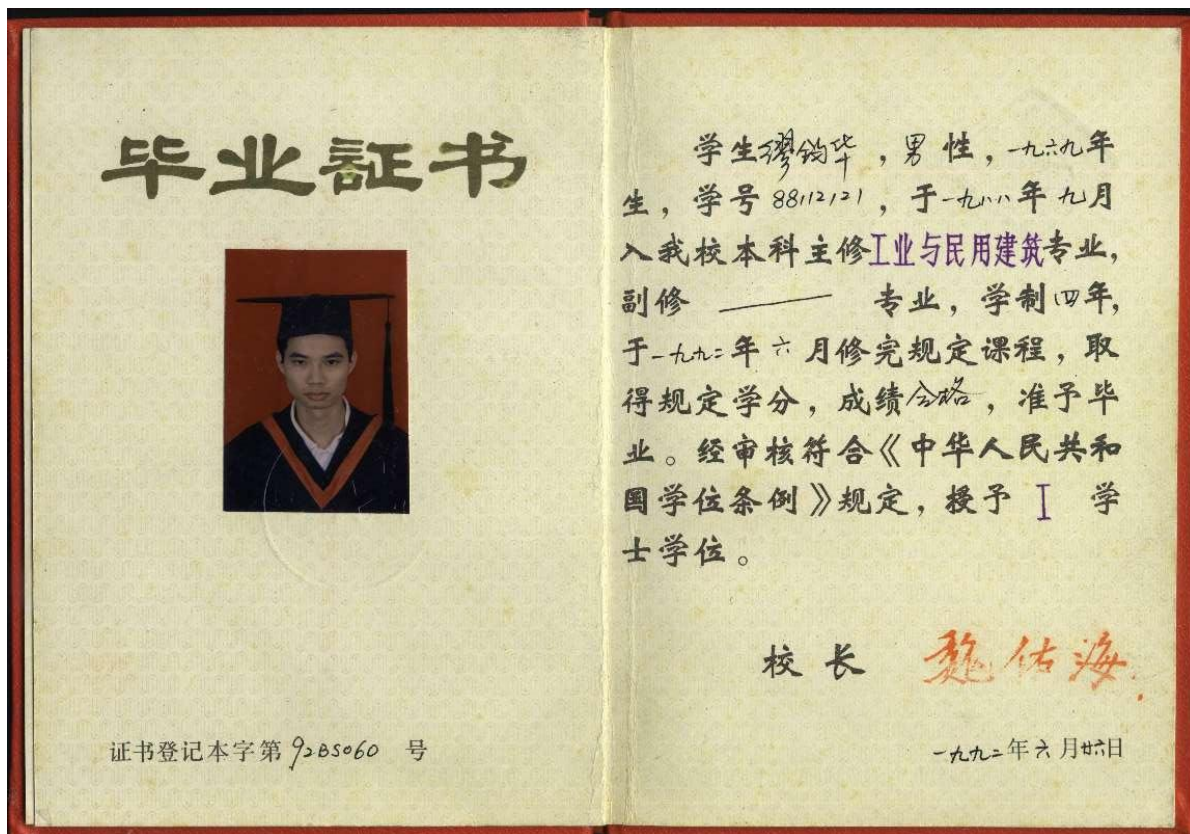 毕业証书
证书登记本字第92BS060号
学生缪钧华，男性，一九六九年
生，学号88112121，于一九八八年九月
入我校本科主修工业与民用建筑专业，
副修——专业，学制四年，
于一九九二年六月修完规定课程，取
得规定学分，成绩合格，准予毕
业。经审核符合《中华人民共和
国学位条例》规定，授予工学
士学位。
校长 魏佑海
一九九二年六月廿六日